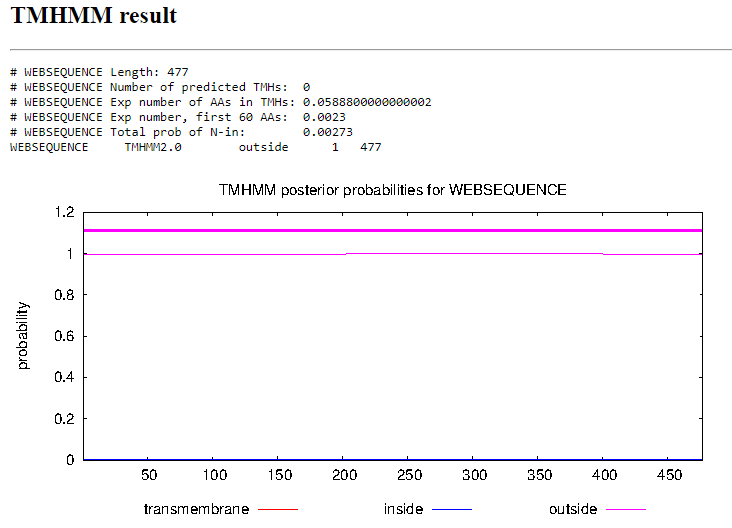 TMHMM result
# WEBSEQUENCE Length: 477
# WEBSEQUENCE Number of predicted TMHs:  0
# WEBSEQUENCE Exp number of AAs in TMHs: 0.0588800000000002
# WEBSEQUENCE Exp number, first 60 AAs:  0.0023
# WEBSEQUENCE Total prob of N-in:        0.00273
WEBSEQUENCE     TMHMM2.0        outside      1   477
TMHMM posterior probabilities for WEBSEQUENCE
1.2
1
0.8
0.6
0.4
0.2
0
probability
50 100 150 200 250 300 350 400 450
transmembrane inside outside